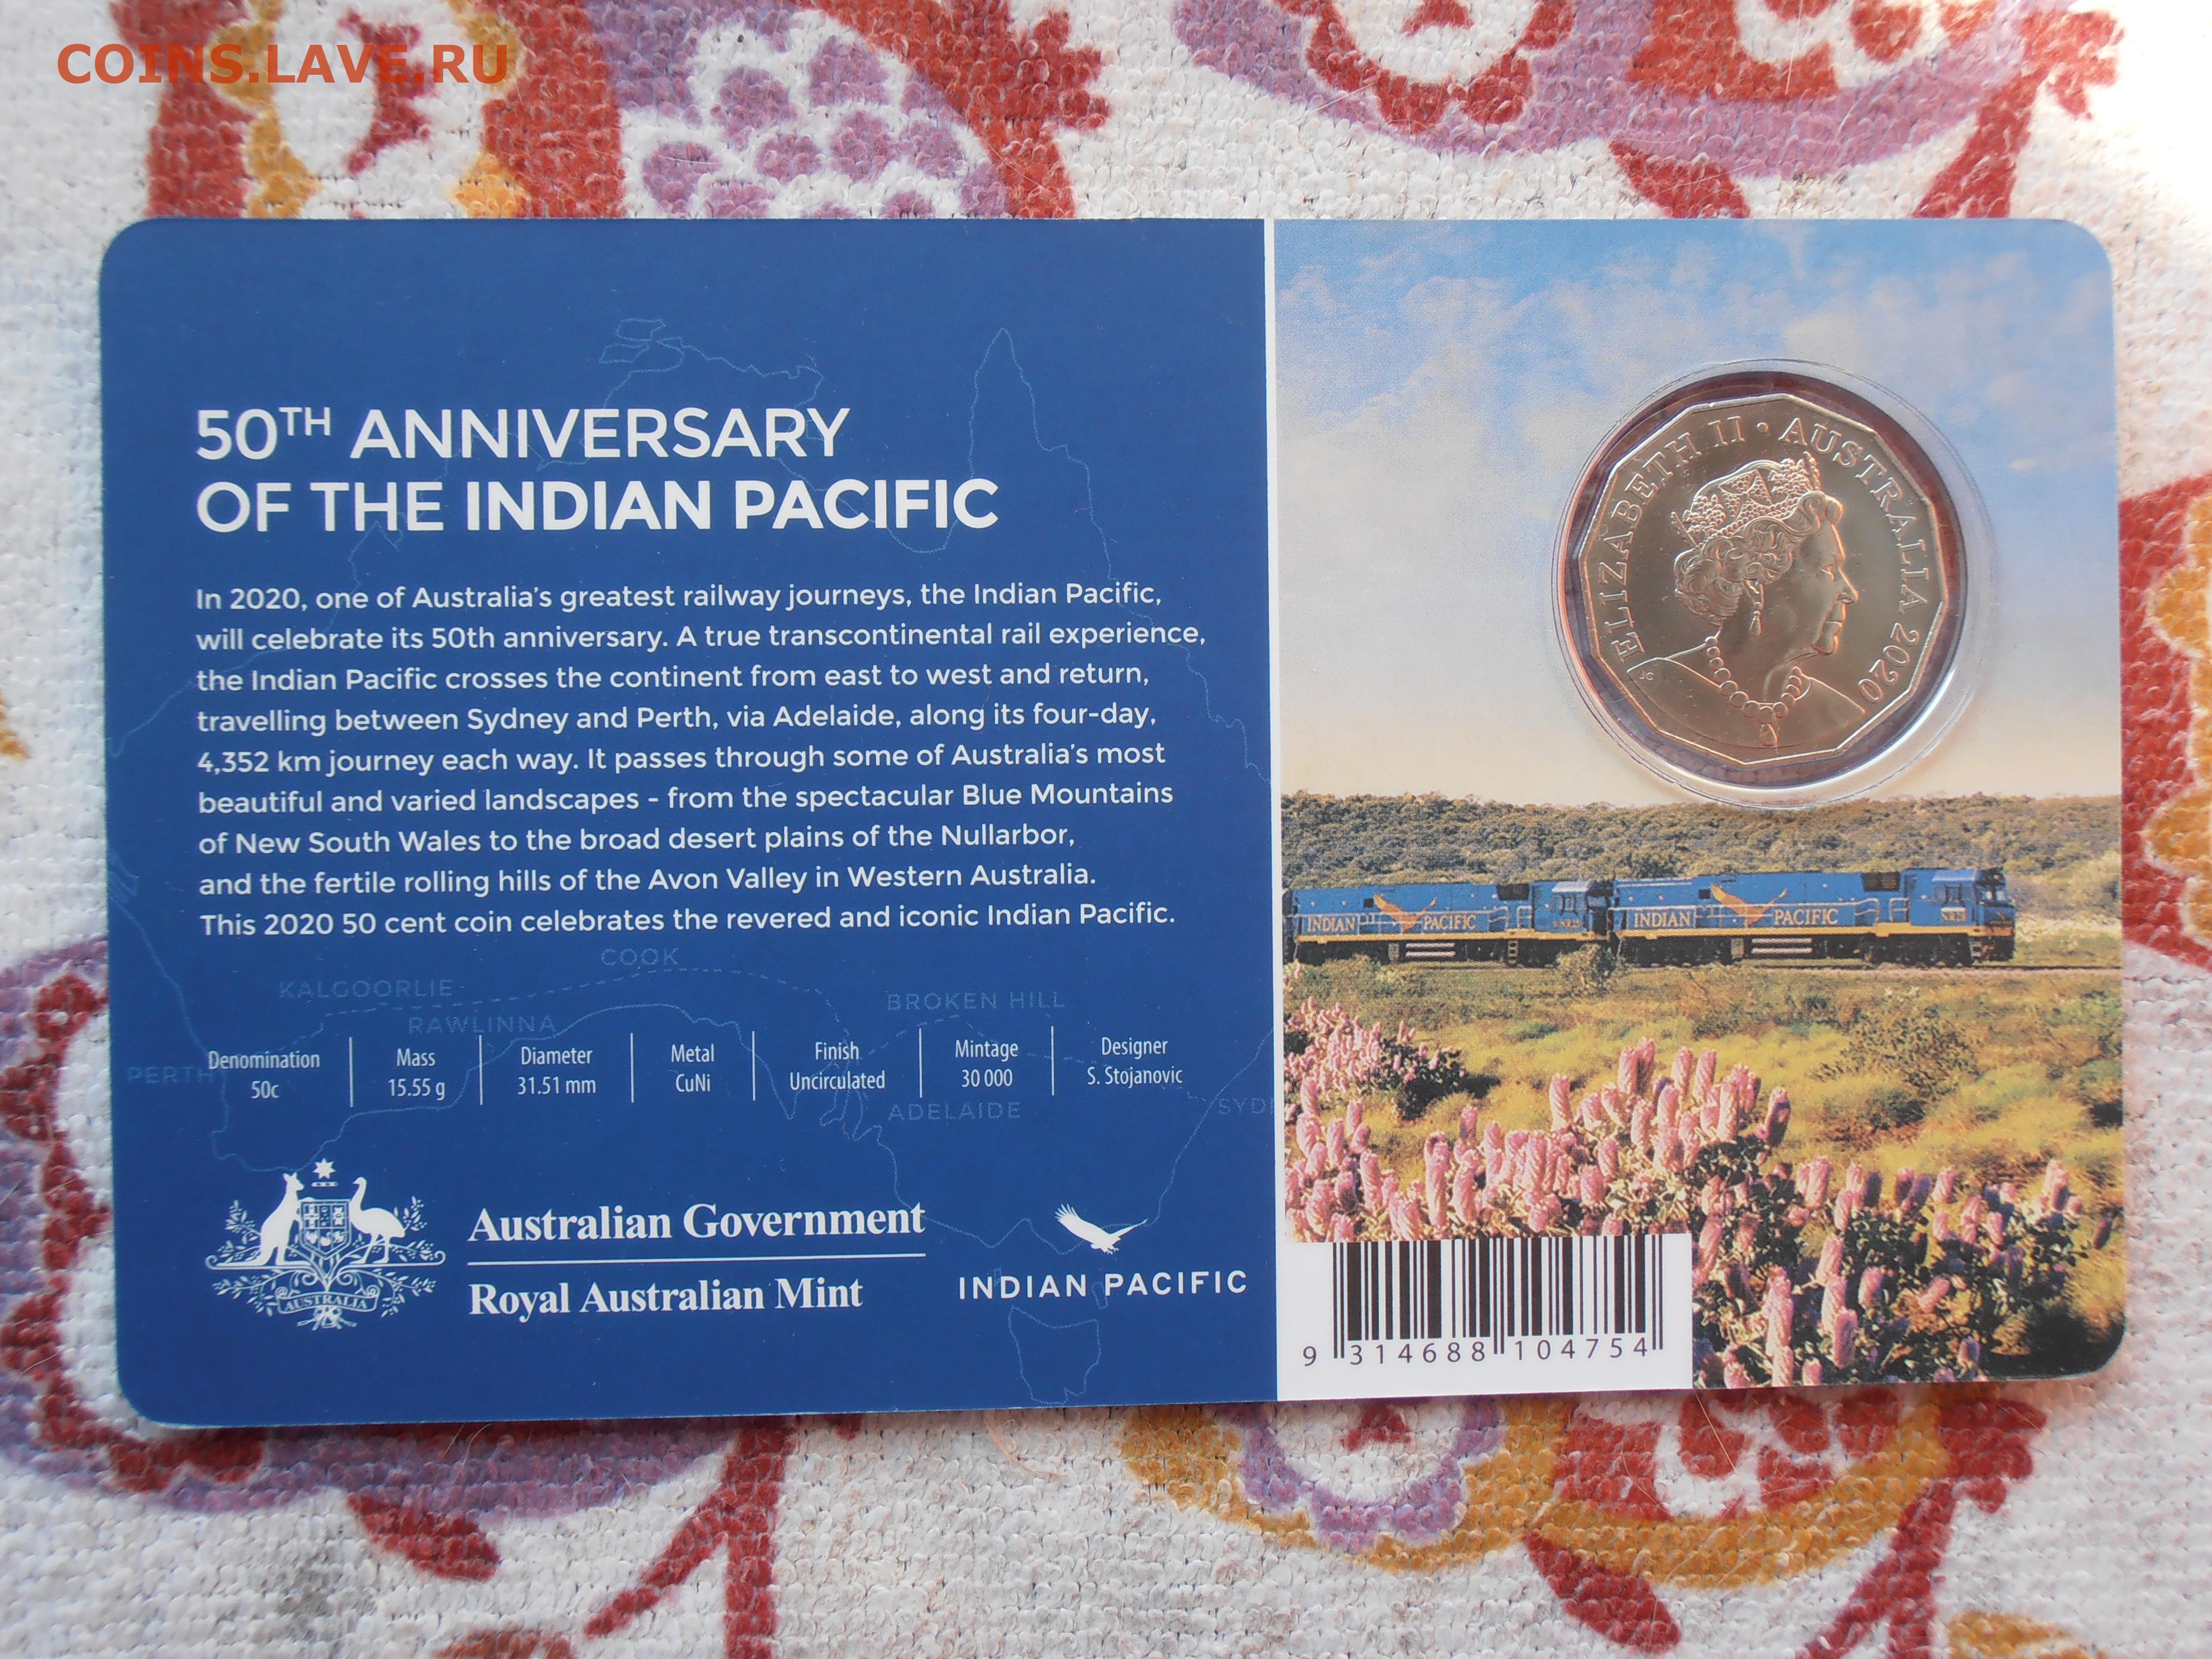 COINS.LAVE.RU
50TH ANNIVERSARY
OF THE INDIAN PACIFIC
In 2020, one of Australia's greatest railway journeys, the Indian Pacific,
will celebrate its 50th anniversary. A true transcontinental rail experience,
the Indian Pacific crosses the continent from east to west and return,
travelling between Sydney and Perth, via Adelaide, along its four-day,
4,352 km journey each way. It passes through some of Australia's most
beautiful and varied landscapes - from the spectacular Blue Mountains
of New South Wales to the broad desert plains of the Nullarbor,
and the fertile rolling hills of the Avon Valley in Western Australia.
This 2020 50 cent coin celebrates the revered and iconic Indian Pacific.
COOK
KALGOORLIE
BROKEN HILL
RAWLINNA
PERTH
Denomination Mass Diameter Metal Finish Mintage Designer
50c 15.55 g 31.51 mm CuNi Uncirculated 30 000 S. Stojanovic
ADELAIDE
SYD
AUSTRALIA
Australian Government
Royal Australian Mint
INDIAN PACIFIC
ELIZABETH II • AUSTRALIA 2020
JC
INDIAN PACIFIC
INDIAN PACIFIC
9 314688 104754